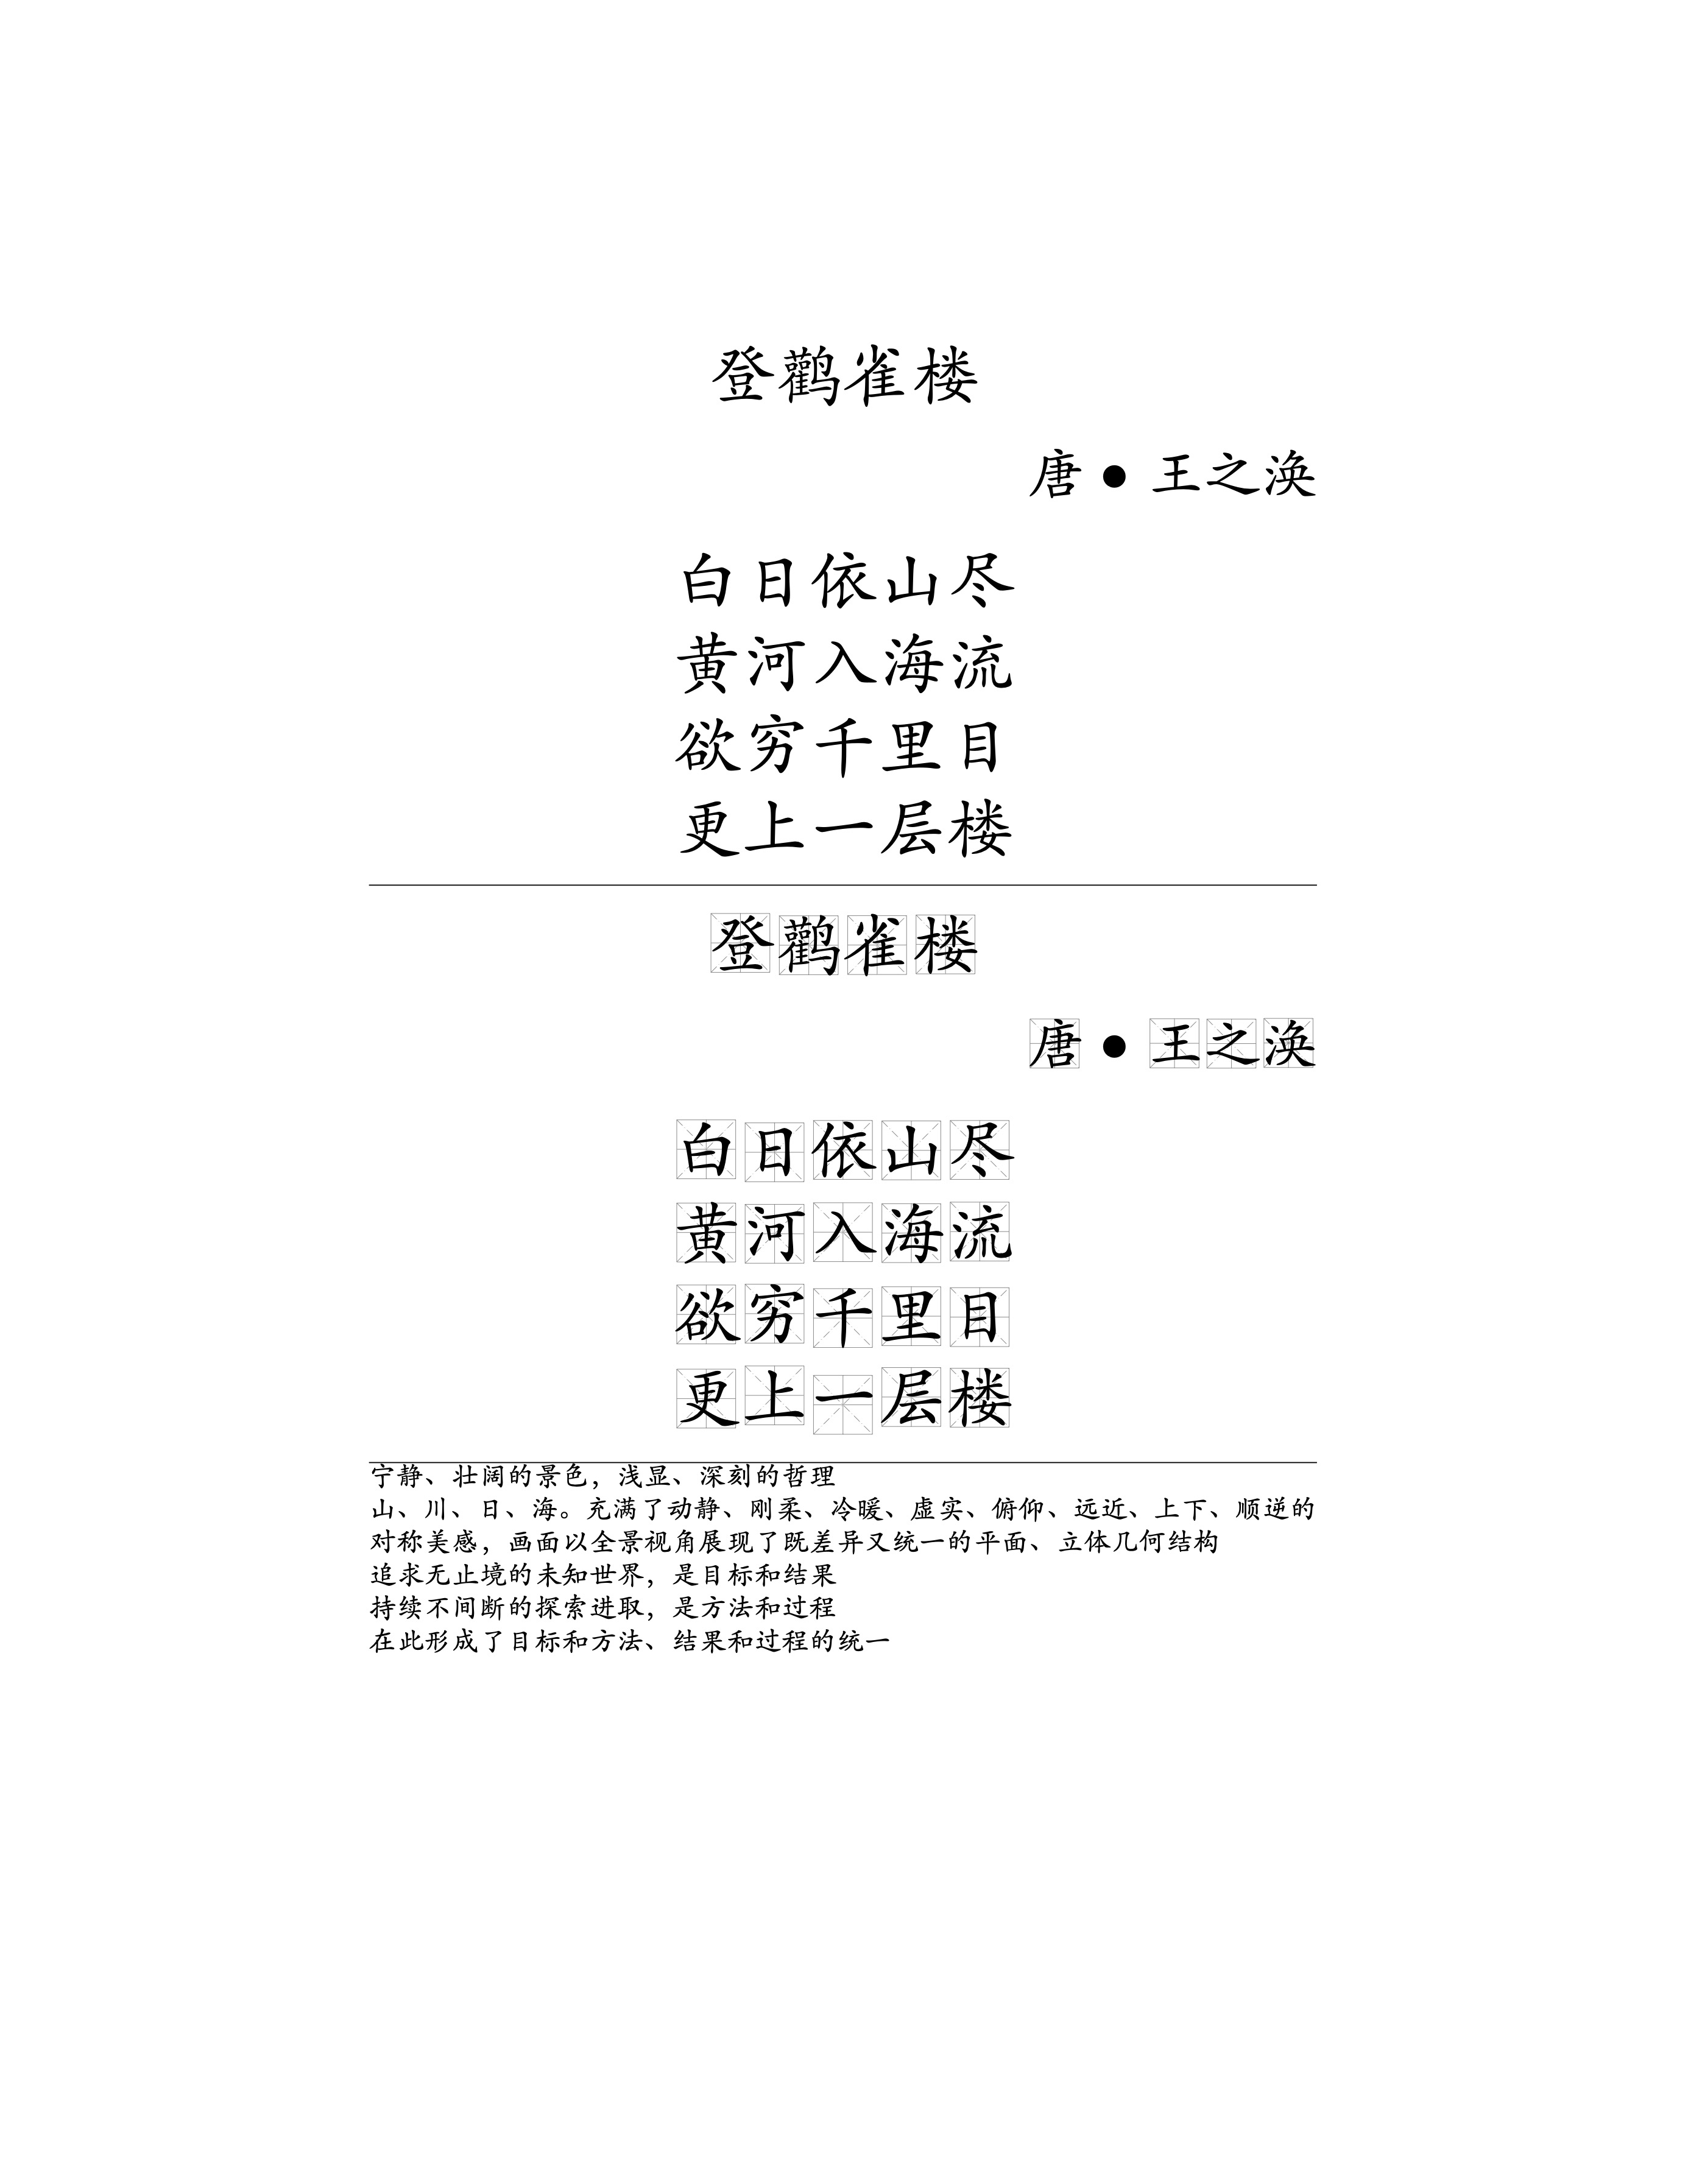 登鹳雀楼
唐●王之涣
白日依山尽
黄河入海流
欲穷千里目
更上一层楼
登鹳雀楼
唐●王之涣
白日依山尽
黄河入海流
欲穷千里目
更上一层楼
宁静、壮阔的景色，浅显、深刻的哲理
山、川、日、海。充满了动静、刚柔、冷暖、虚实、俯仰、远近、上下、顺逆的
对称美感，画面以全景视角展现了既差异又统一的平面、立体几何结构
追求无止境的未知世界，是目标和结果
持续不间断的探索进取，是方法和过程
在此形成了目标和方法、结果和过程的统一